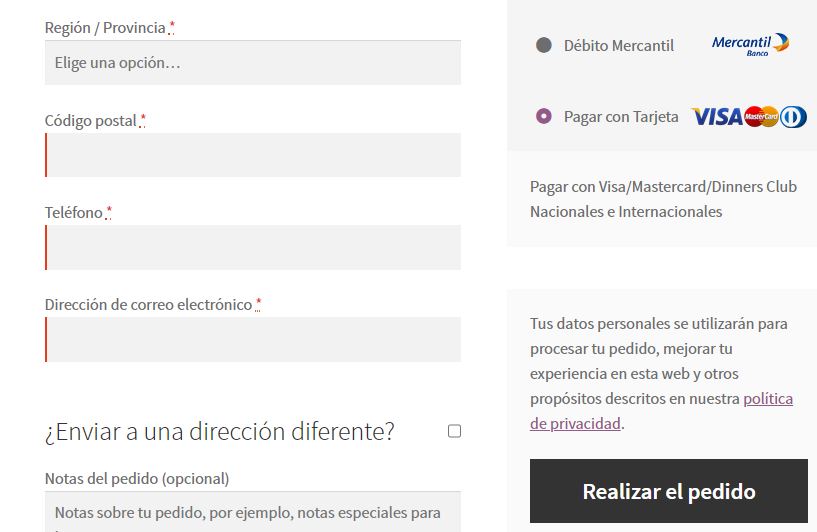 Región / Provincia *
Elige una opción…
Código postal *
Teléfono *
Dirección de correo electrónico *
¿Enviar a una dirección diferente?
Notas del pedido (opcional)
Notas sobre tu pedido, por ejemplo, notas especiales para
Débito Mercantil
Mercantil
Banco
Pagar con Tarjeta
VISA MasterCard
Pagar con Visa/Mastercard/Dinners Club
Nacionales e Internacionales
Tus datos personales se utilizarán para
procesar tu pedido, mejorar tu
experiencia en esta web y otros
propósitos descritos en nuestra política
de privacidad.
Realizar el pedido